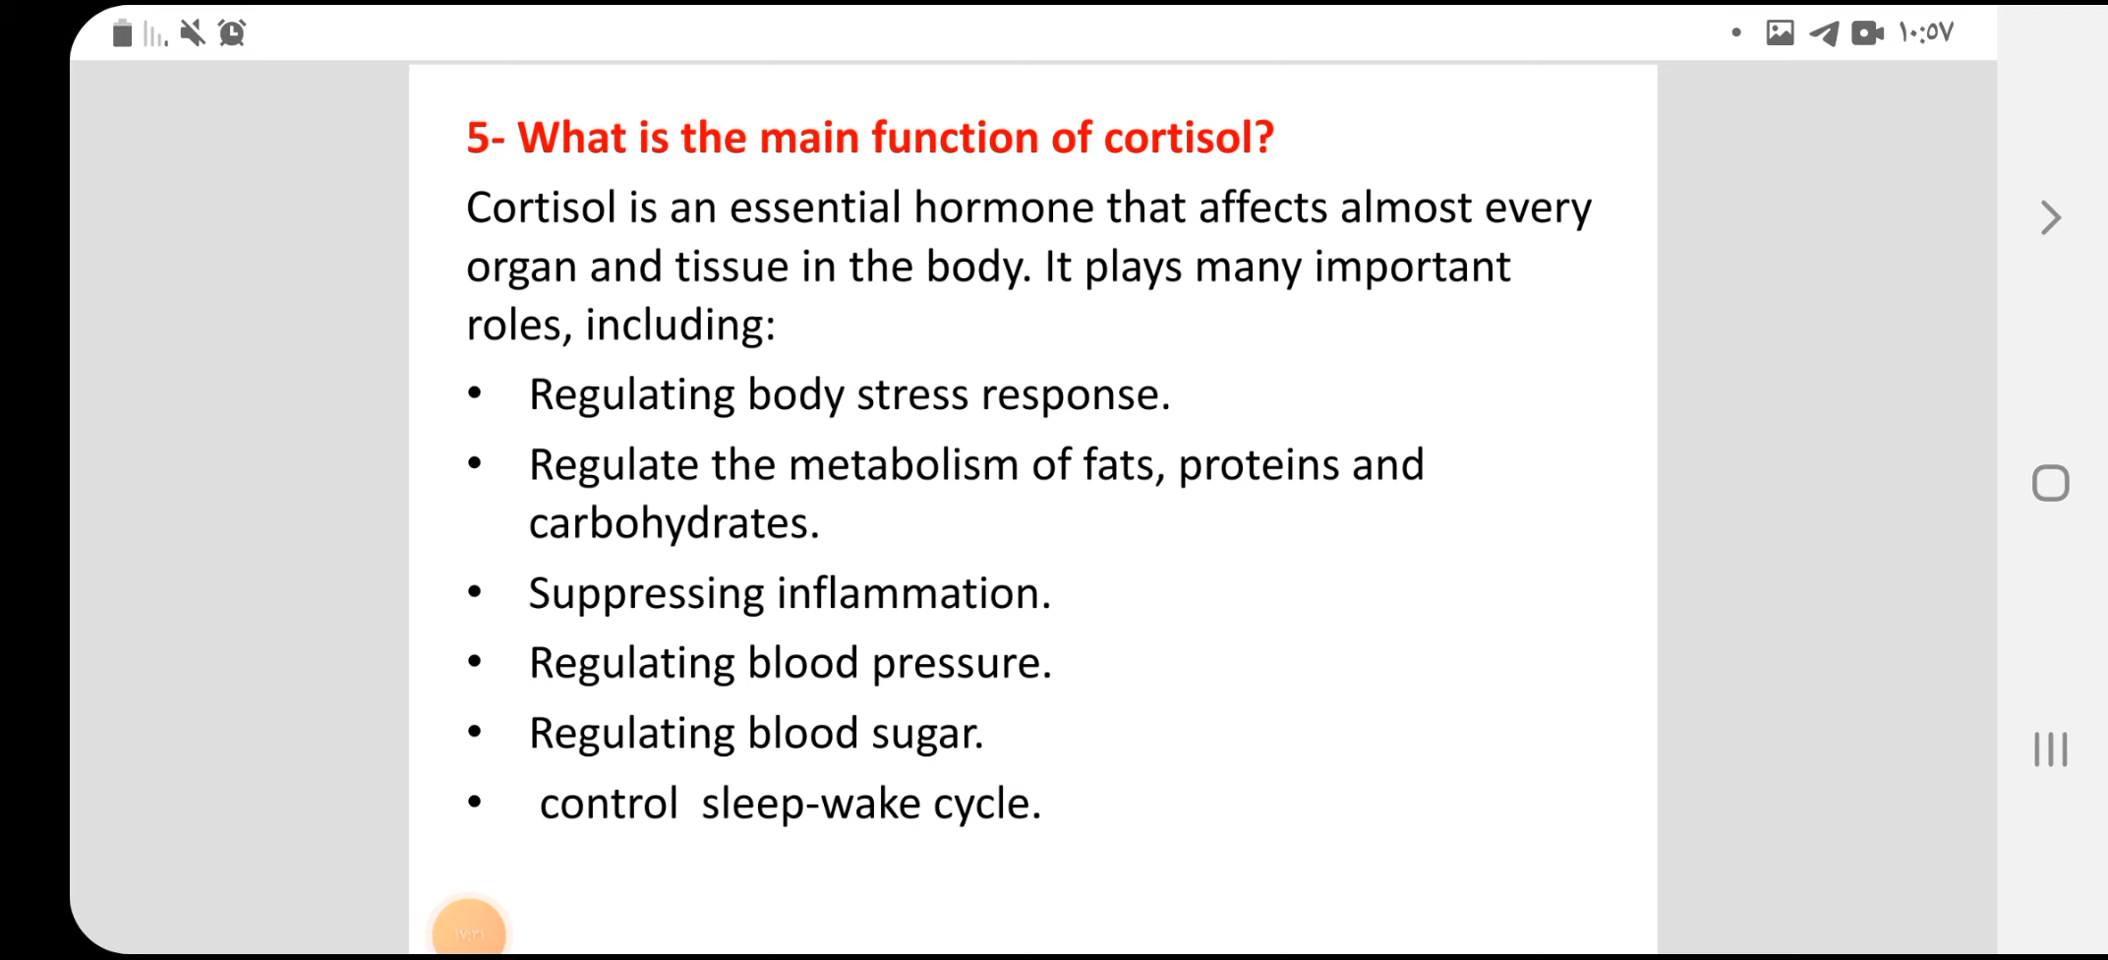 ١٠:٥٧
5- What is the main function of cortisol?
Cortisol is an essential hormone that affects almost every
organ and tissue in the body. It plays many important
roles, including:
• Regulating body stress response.
• Regulate the metabolism of fats, proteins and
carbohydrates.
• Suppressing inflammation.
• Regulating blood pressure.
• Regulating blood sugar.
• control sleep-wake cycle.